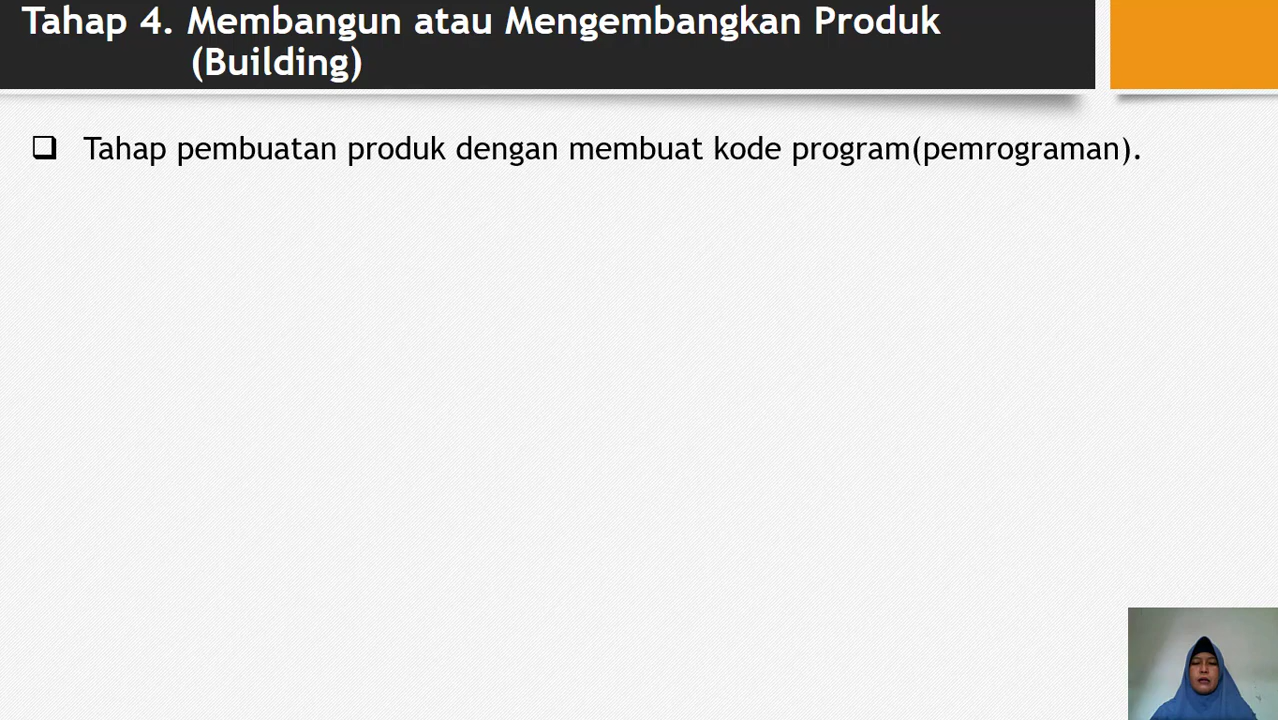 Tahap 4. Membangun atau Mengembangkan Produk
(Building)
Tahap pembuatan produk dengan membuat kode program(pemrograman).